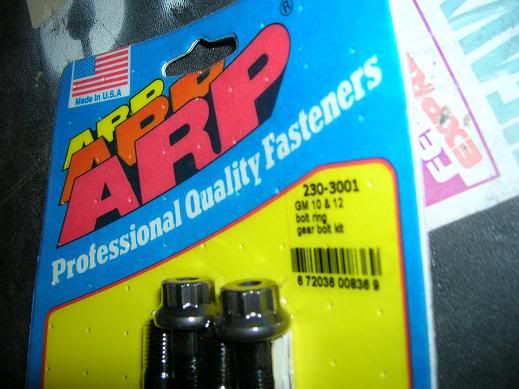 Made In U.S.A
ARP
ARP
ARP
®
Professional Quality Fasteners
230-3001
GM 10 & 12
bolt ring
gear bolt kit
6 72036 00836 9